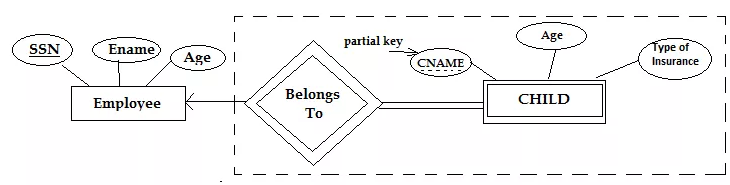 SSN
Ename
Age
Employee
Belongs
To
partial key
CNAME
Age
Type of
Insurance
CHILD